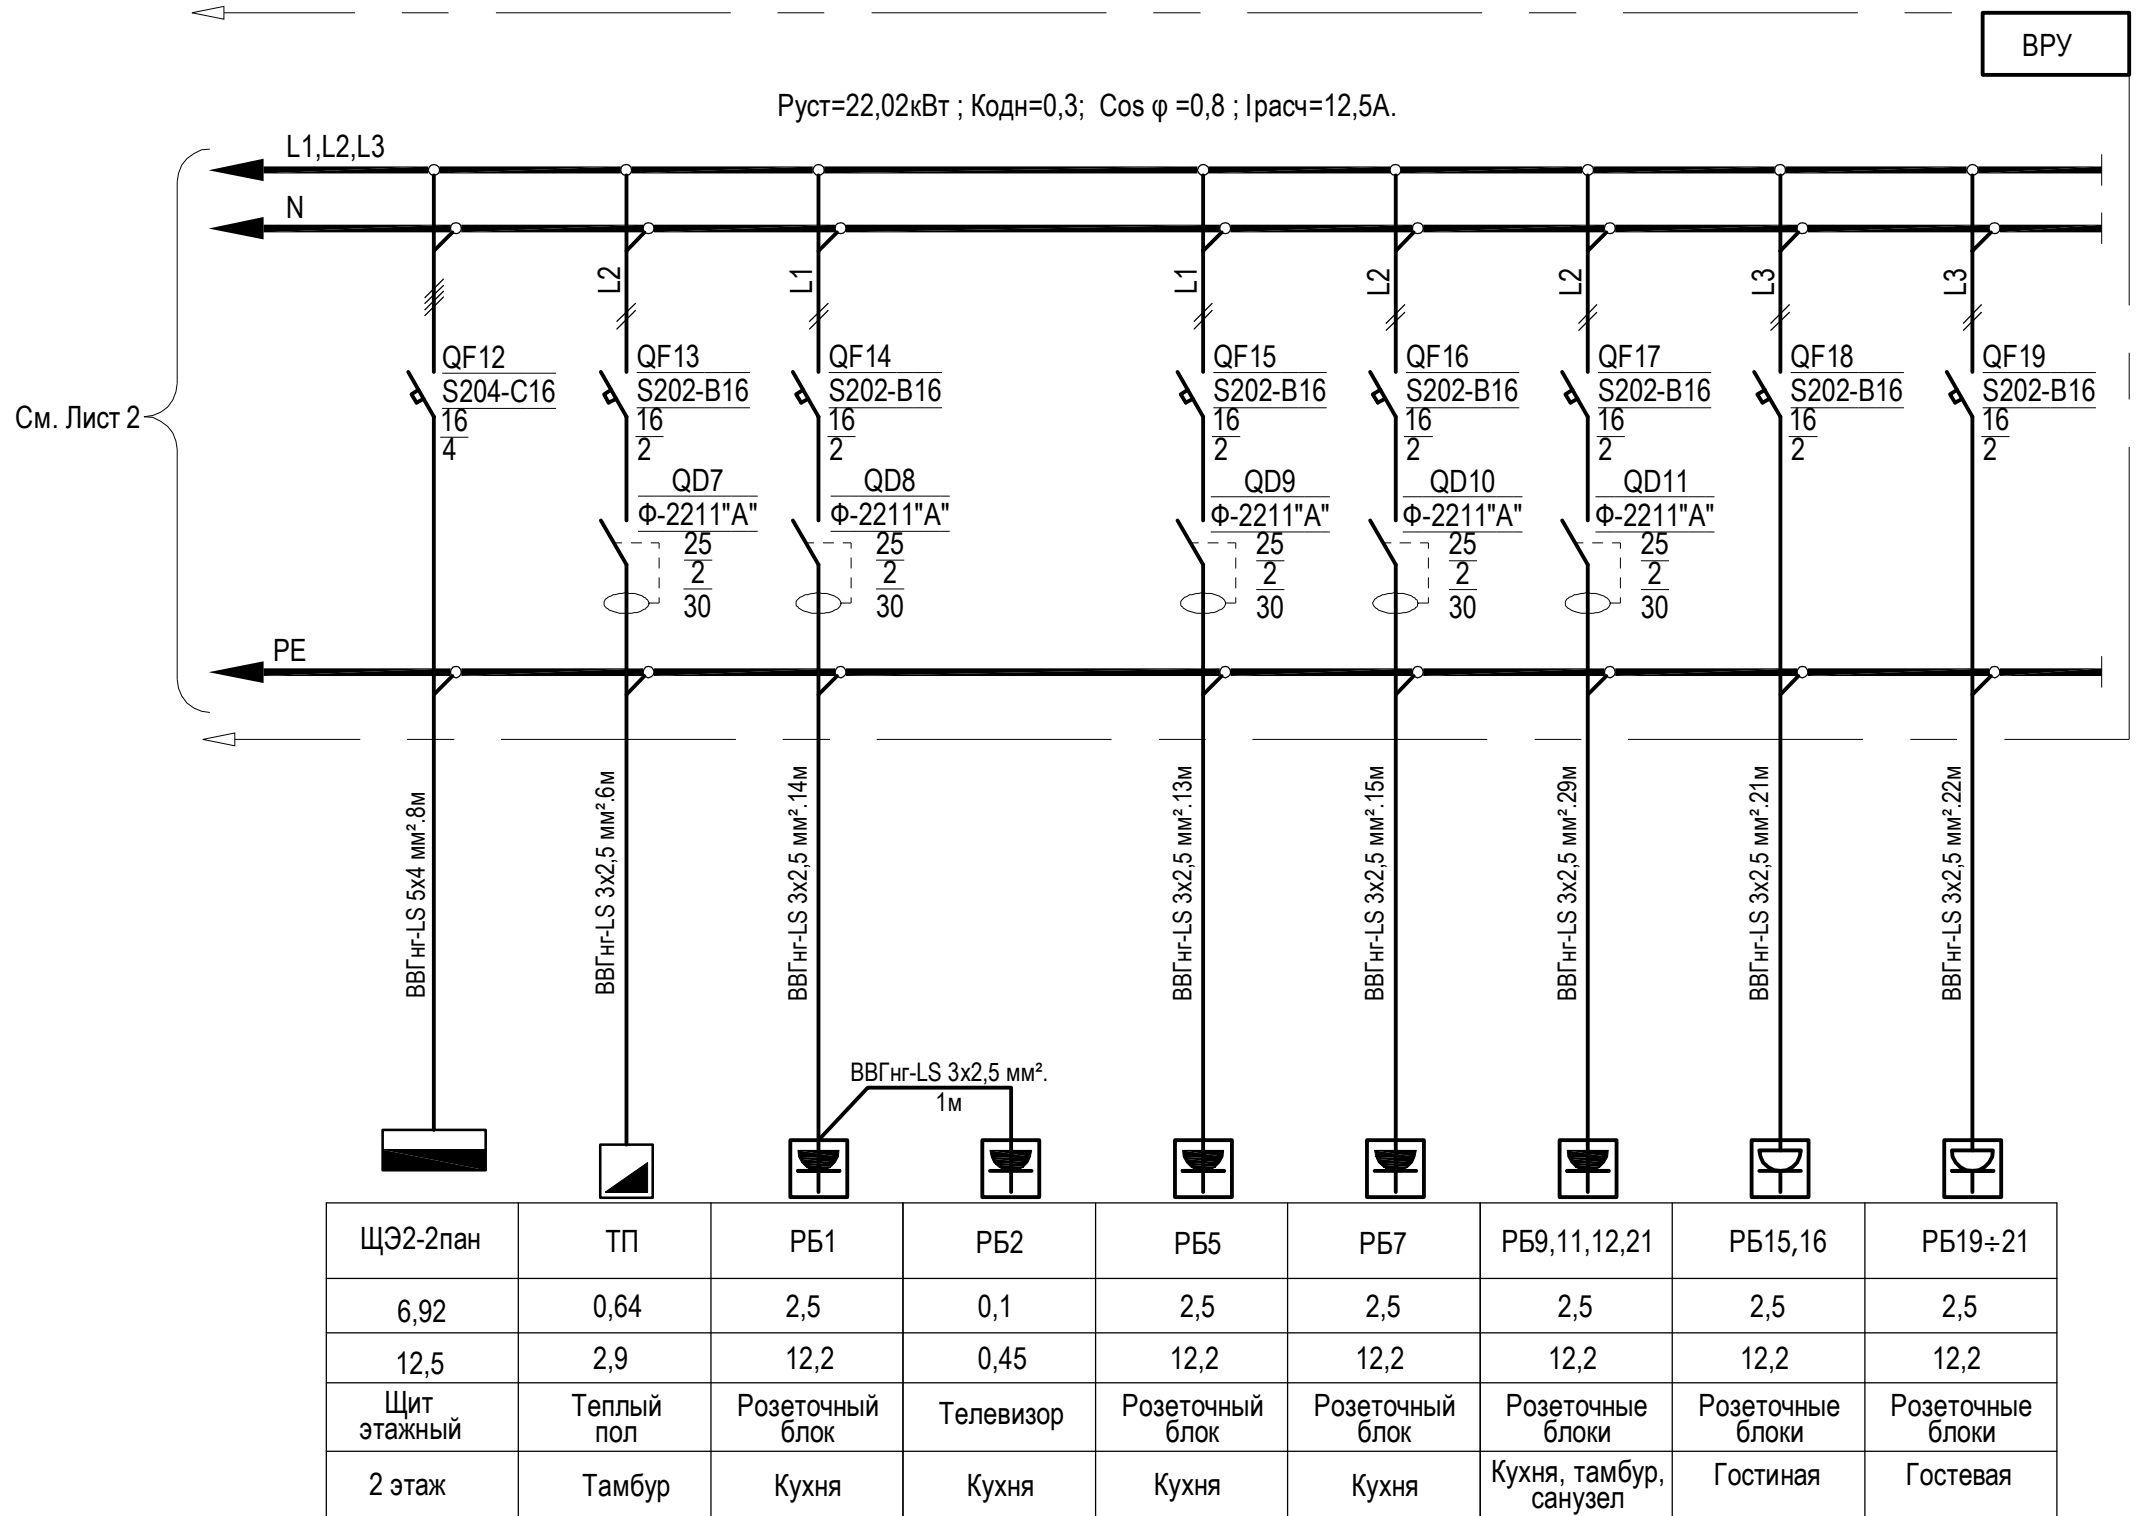 ВРУ
Руст=22,02кВт ; Кодн=0,3; Cos φ =0,8 ; Iрасч=12,5А.
L1,L2,L3
N
L2
L1
L1
L2
L2
L3
L3
См. Лист 2
QF12
S204-C16
16
4
QF13
S202-B16
16
2
QF14
S202-B16
16
2
QF15
S202-B16
16
2
QF16
S202-B16
16
2
QF17
S202-B16
16
2
QF18
S202-B16
16
2
QF19
S202-B16
16
2
QD7
Ф-2211"А"
25
2
30
QD8
Ф-2211"А"
25
2
30
QD9
Ф-2211"А"
25
2
30
QD10
Ф-2211"А"
25
2
30
QD11
Ф-2211"А"
25
2
30
PE
ВВГнг-LS 5х4 мм².8м
ВВГнг-LS 3х2,5 мм².6м
ВВГнг-LS 3х2,5 мм².14м
ВВГнг-LS 3х2,5 мм².13м
ВВГнг-LS 3х2,5 мм².15м
ВВГнг-LS 3х2,5 мм².29м
ВВГнг-LS 3х2,5 мм².21м
ВВГнг-LS 3х2,5 мм².22м
ВВГнг-LS 3х2,5 мм².
1м
ЩЭ2-2пан ТП РБ1 РБ2 РБ5 РБ7 РБ9,11,12,21 РБ15,16 РБ19÷21
6,92 0,64 2,5 0,1 2,5 2,5 2,5 2,5 2,5
12,5 2,9 12,2 0,45 12,2 12,2 12,2 12,2 12,2
Щит
этажный
Теплый
пол
Розеточный
блок
Телевизор
Розеточный
блок
Розеточный
блок
Розеточные
блоки
Розеточные
блоки
Розеточные
блоки
2 этаж
Тамбур
Кухня
Кухня
Кухня
Кухня
Кухня, тамбур,
санузел
Гостиная
Гостевая